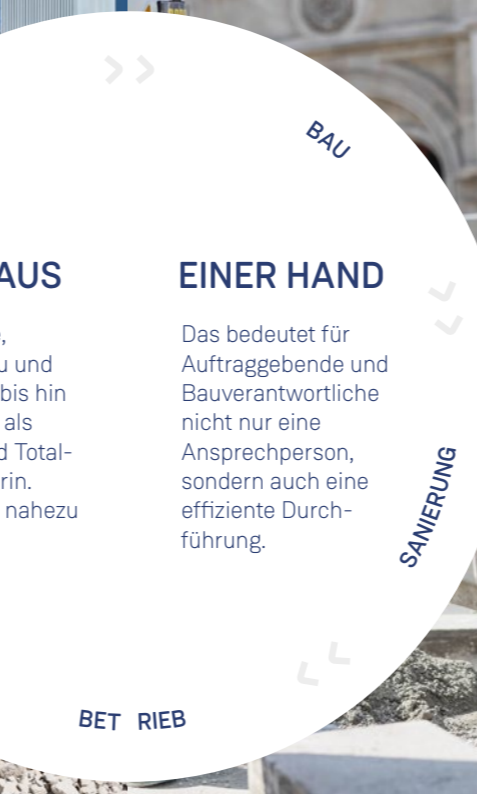 BAU
AUS
EINER HAND
,
u und
bis hin
als
d Total-
rin.
nahezu
Das bedeutet für
Auftraggebende und
Bauverantwortliche
nicht nur eine
Ansprechperson,
sondern auch eine
effiziente Durch-
führung.
SANIERUNG
BET RIEB